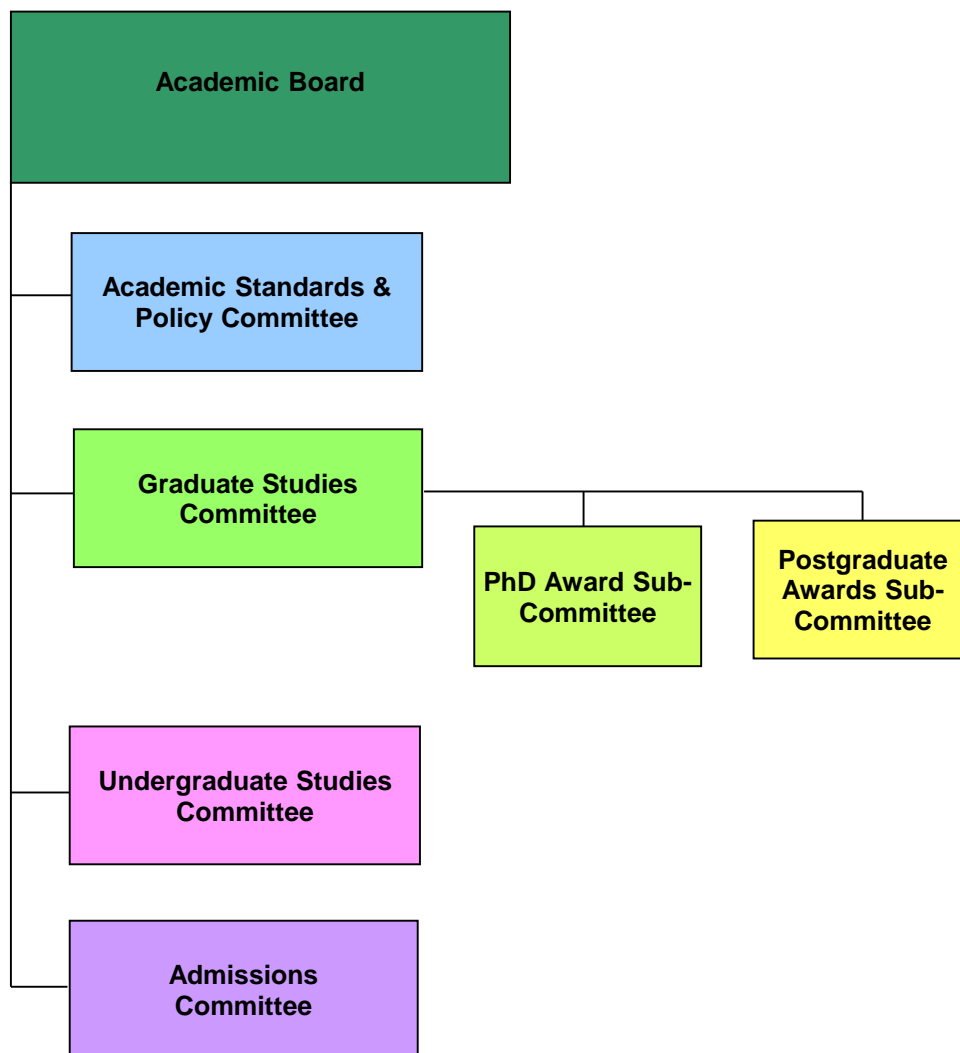 Academic Board
Academic Standards &
Policy Committee
Graduate Studies
Committee
PhD Award Sub-
Committee
Postgraduate
Awards Sub-
Committee
Undergraduate Studies
Committee
Admissions
Committee